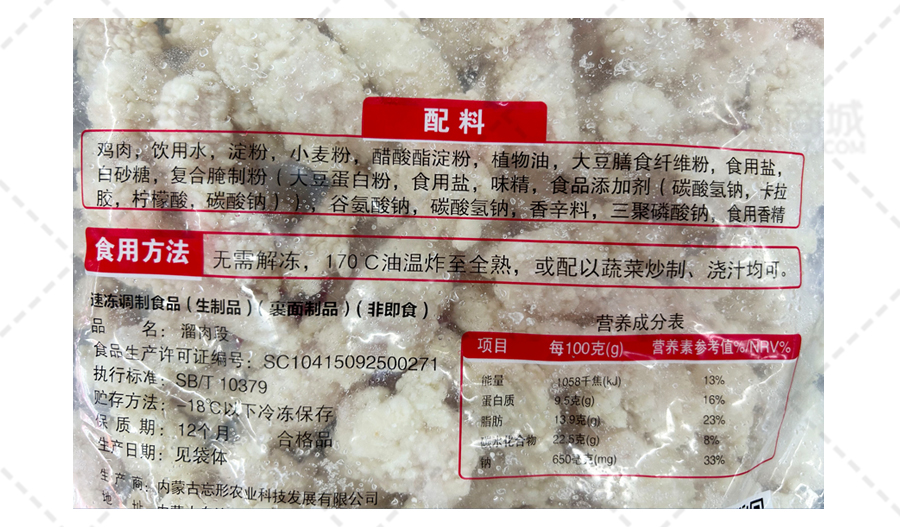 配料
鸡肉，饮用水，淀粉，小麦粉，醋酸酯淀粉，植物油，大豆膳食纤维粉，食用盐，
白砂糖，复合腌制粉（大豆蛋白粉，食用盐，味精，食品添加剂（碳酸氢钠，卡拉
胶，柠檬酸，碳酸钠）），谷氨酸钠，碳酸氢钠，香辛料，三聚磷酸钠，食用香精
食用方法
无需解冻，170℃油温炸至全熟，或配以蔬菜炒制、浇汁均可。
速冻调制食品（生制品）（裹面制品）（非即食）
品 名：溜肉段
食品生产许可证编号：SC10415092500271
执行标准：SB/T 10379
贮存方法：-18℃以下冷冻保存
保 质 期：12个月 合格品
生产日期：见袋体
生 产 商：内蒙古忘形农业科技发展有限公司
地 址
营养成分表
项目 每100克(g) 营养素参考值%/NRV%
能量 1058千焦(kJ) 13%
蛋白质 9.5克(g) 16%
脂肪 13.9克(g) 23%
碳水化合物 22.5克(g) 8%
钠 650毫克(mg) 33%
商城